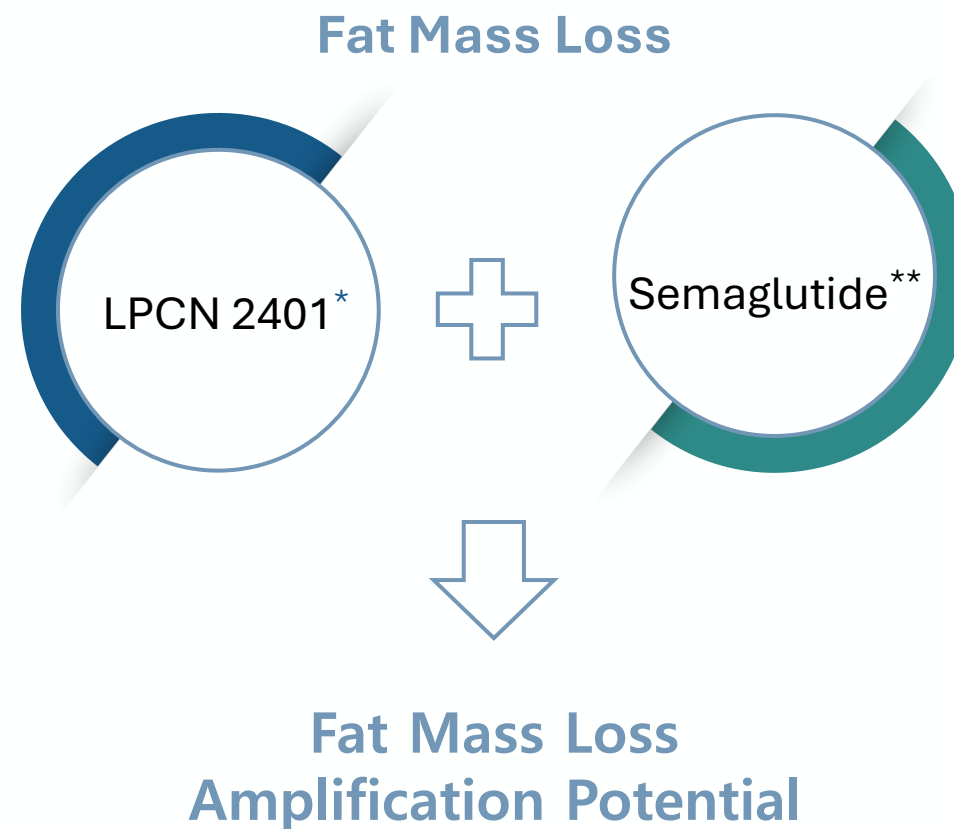 Fat Mass Loss
LPCN 2401*
Semaglutide**
Fat Mass Loss
Amplification Potential